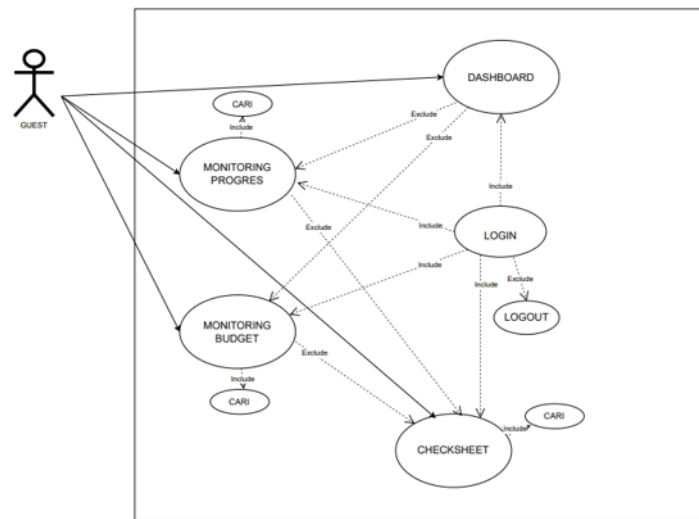 DASHBOARD
CARI
GUEST
Include
Exclude
Exclude
MONITORING
PROGRES
Include
Exclude
Include
LOGIN
Include
Include
Exclude
LOGOUT
MONITORING
BUDGET
Exclude
Include
CARI
CARI
Include
CHECKSHEET